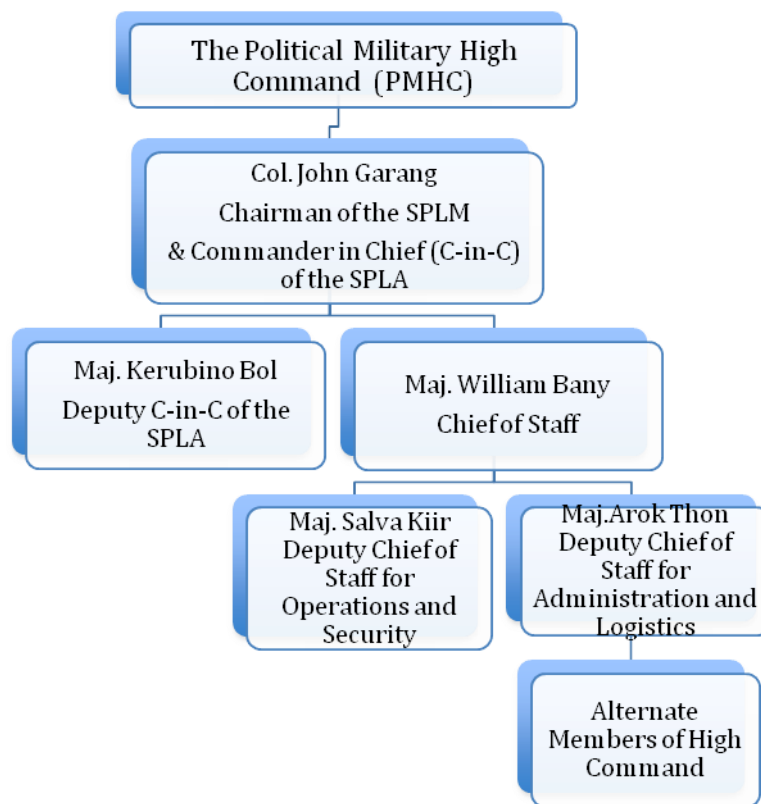 The Political Military High
Command (PMHC)
Col. John Garang
Chairman of the SPLM
& Commander in Chief (C-in-C)
of the SPLA
Maj. Kerubino Bol
Deputy C-in-C of the
SPLA
Maj. William Bany
Chief of Staff
Maj. Salva Kiir
Deputy Chief of
Staff for
Operations and
Security
Maj.Arok Thon
Deputy Chief of
Staff for
Administration and
Logistics
Alternate
Members of High
Command